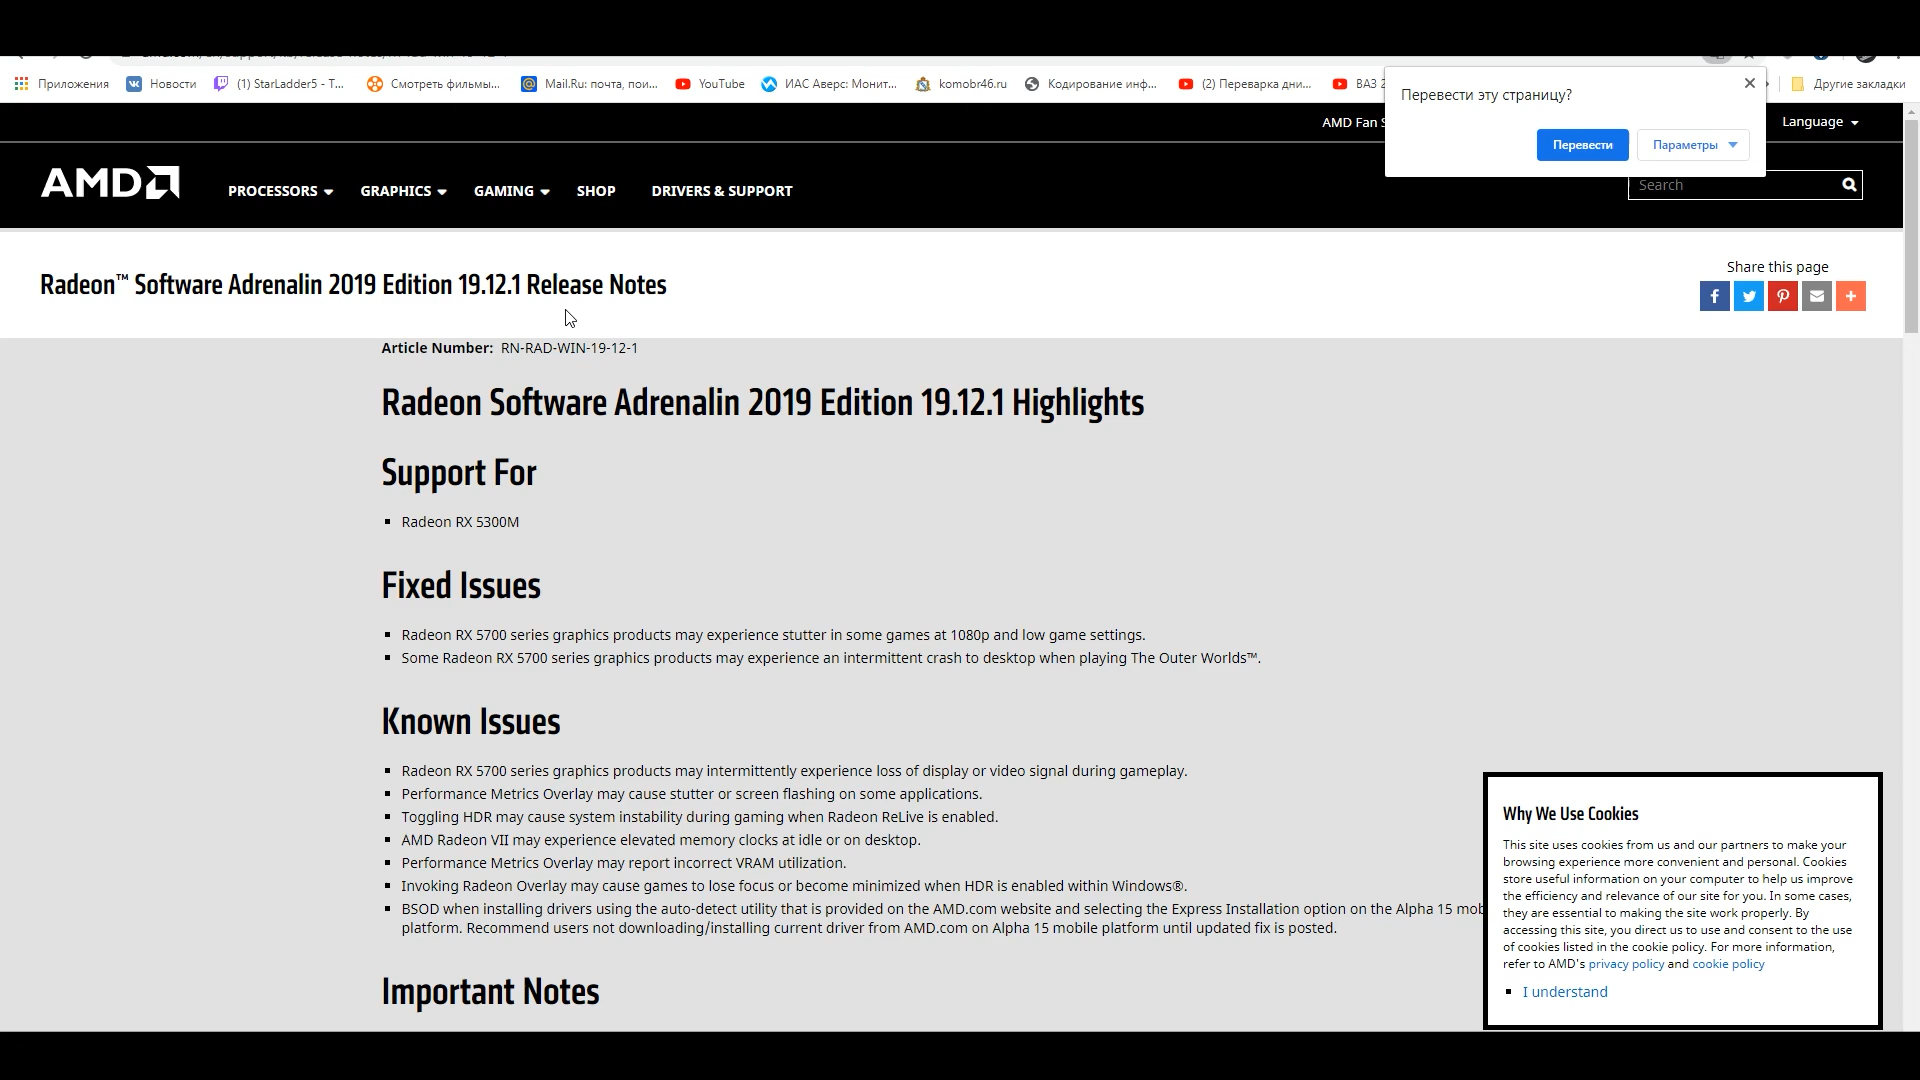 Приложения Новости (1) StarLadder5 - T... Смотреть фильмы... Mail.Ru: почта, пои... YouTube ИАС Аверс: Монит... komobr46.ru Кодирование инф... (2) Переварка дни... ВАЗ 2 Другие закладки
Перевести эту страницу?
Перевести Параметры
AMD Fan S Language
AMD PROCESSORS GRAPHICS GAMING SHOP DRIVERS & SUPPORT Search
Radeon™ Software Adrenalin 2019 Edition 19.12.1 Release Notes
Share this page
Article Number: RN-RAD-WIN-19-12-1
Radeon Software Adrenalin 2019 Edition 19.12.1 Highlights
Support For
Radeon RX 5300M
Fixed Issues
Radeon RX 5700 series graphics products may experience stutter in some games at 1080p and low game settings.
Some Radeon RX 5700 series graphics products may experience an intermittent crash to desktop when playing The Outer Worlds™.
Known Issues
Radeon RX 5700 series graphics products may intermittently experience loss of display or video signal during gameplay.
Performance Metrics Overlay may cause stutter or screen flashing on some applications.
Toggling HDR may cause system instability during gaming when Radeon ReLive is enabled.
AMD Radeon VII may experience elevated memory clocks at idle or on desktop.
Performance Metrics Overlay may report incorrect VRAM utilization.
Invoking Radeon Overlay may cause games to lose focus or become minimized when HDR is enabled within Windows®.
BSOD when installing drivers using the auto-detect utility that is provided on the AMD.com website and selecting the Express Installation option on the Alpha 15 mob
platform. Recommend users not downloading/installing current driver from AMD.com on Alpha 15 mobile platform until updated fix is posted.
Important Notes
Why We Use Cookies
This site uses cookies from us and our partners to make your
browsing experience more convenient and personal. Cookies
store useful information on your computer to help us improve
the efficiency and relevance of our site for you. In some cases,
they are essential to making the site work properly. By
accessing this site, you direct us to use and consent to the use
of cookies listed in the cookie policy. For more information,
refer to AMD's privacy policy and cookie policy
I understand